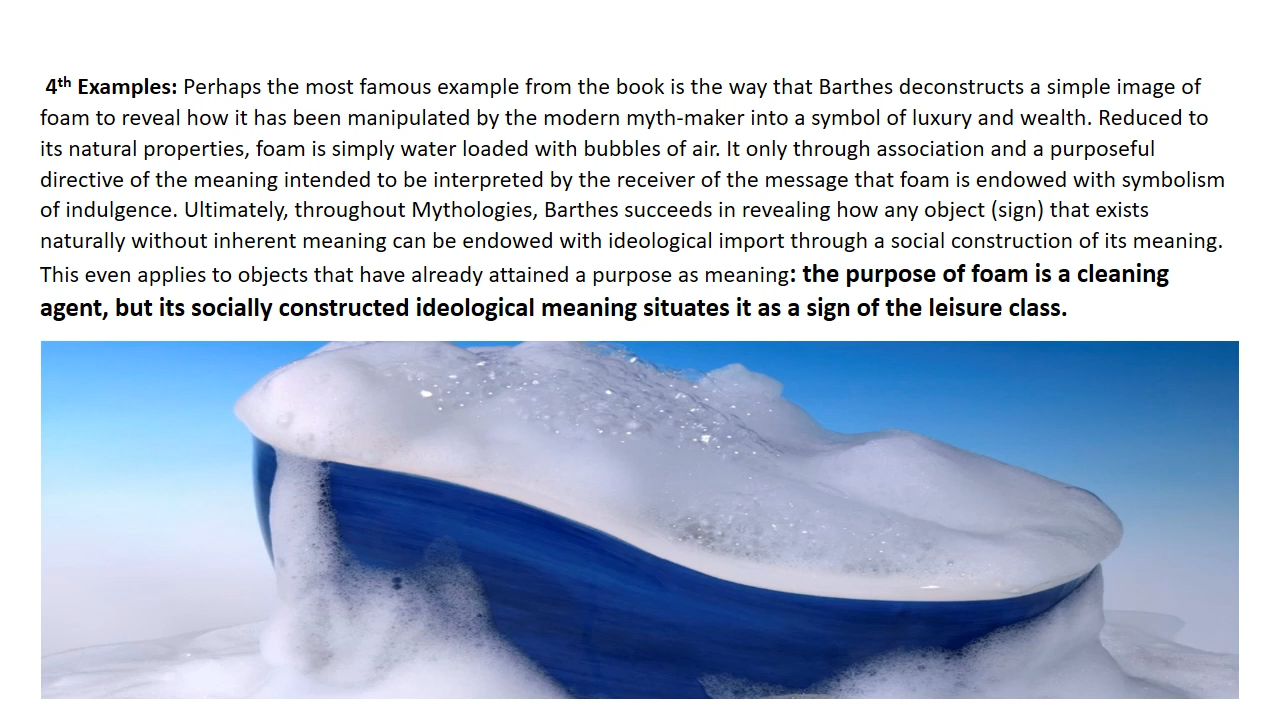 4th Examples: Perhaps the most famous example from the book is the way that Barthes deconstructs a simple image of
foam to reveal how it has been manipulated by the modern myth-maker into a symbol of luxury and wealth. Reduced to
its natural properties, foam is simply water loaded with bubbles of air. It only through association and a purposeful
directive of the meaning intended to be interpreted by the receiver of the message that foam is endowed with symbolism
of indulgence. Ultimately, throughout Mythologies, Barthes succeeds in revealing how any object (sign) that exists
naturally without inherent meaning can be endowed with ideological import through a social construction of its meaning.
This even applies to objects that have already attained a purpose as meaning: the purpose of foam is a cleaning
agent, but its socially constructed ideological meaning situates it as a sign of the leisure class.